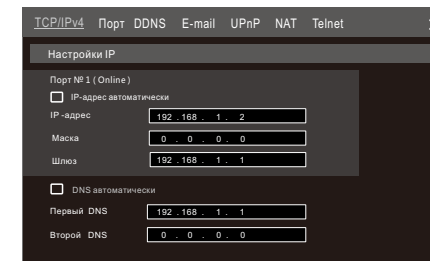 TCP/IPv4 Порт DDNS E-mail UPnP NAT Telnet
Настройки IP
Порт № 1 ( Online )
IP-адрес автоматически
IP -адрес 192 . 168 . 1 . 2
Маска 0 . 0 . 0 . 0
Шлюз 192 . 168 . 1 . 1
DNS автоматически
Первый DNS 192 . 168 . 1 . 1
Второй DNS 0 . 0 . 0 . 0